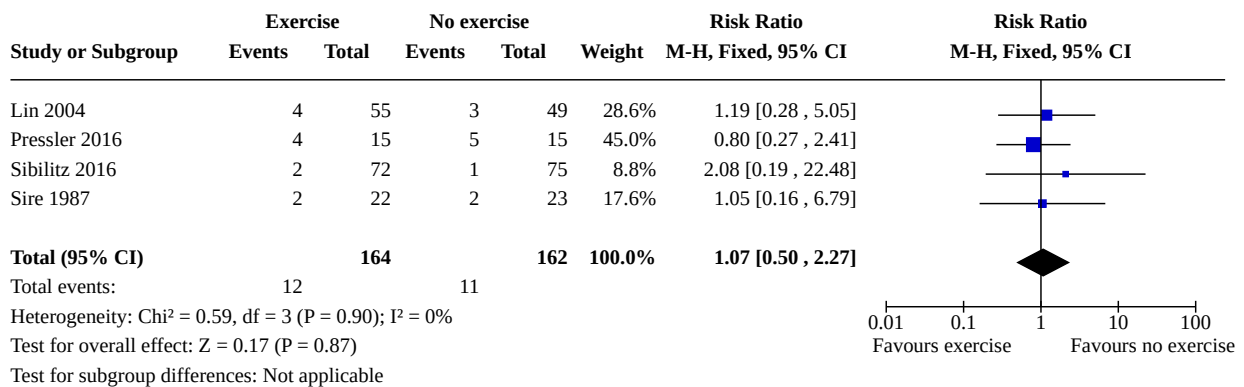 Exercise No exercise Risk Ratio Risk Ratio
Study or Subgroup Events Total Events Total Weight M-H, Fixed, 95% CI M-H, Fixed, 95% CI
Lin 2004 4 55 3 49 28.6% 1.19 [0.28 , 5.05]
Pressler 2016 4 15 5 15 45.0% 0.80 [0.27 , 2.41]
Sibilitz 2016 2 72 1 75 8.8% 2.08 [0.19 , 22.48]
Sire 1987 2 22 2 23 17.6% 1.05 [0.16 , 6.79]
Total (95% CI) 164 162 100.0% 1.07 [0.50 , 2.27]
Total events: 12 11
Heterogeneity: Chi² = 0.59, df = 3 (P = 0.90); I² = 0%
Test for overall effect: Z = 0.17 (P = 0.87)
Test for subgroup differences: Not applicable
0.01 0.1 1 10 100
Favours exercise Favours no exercise